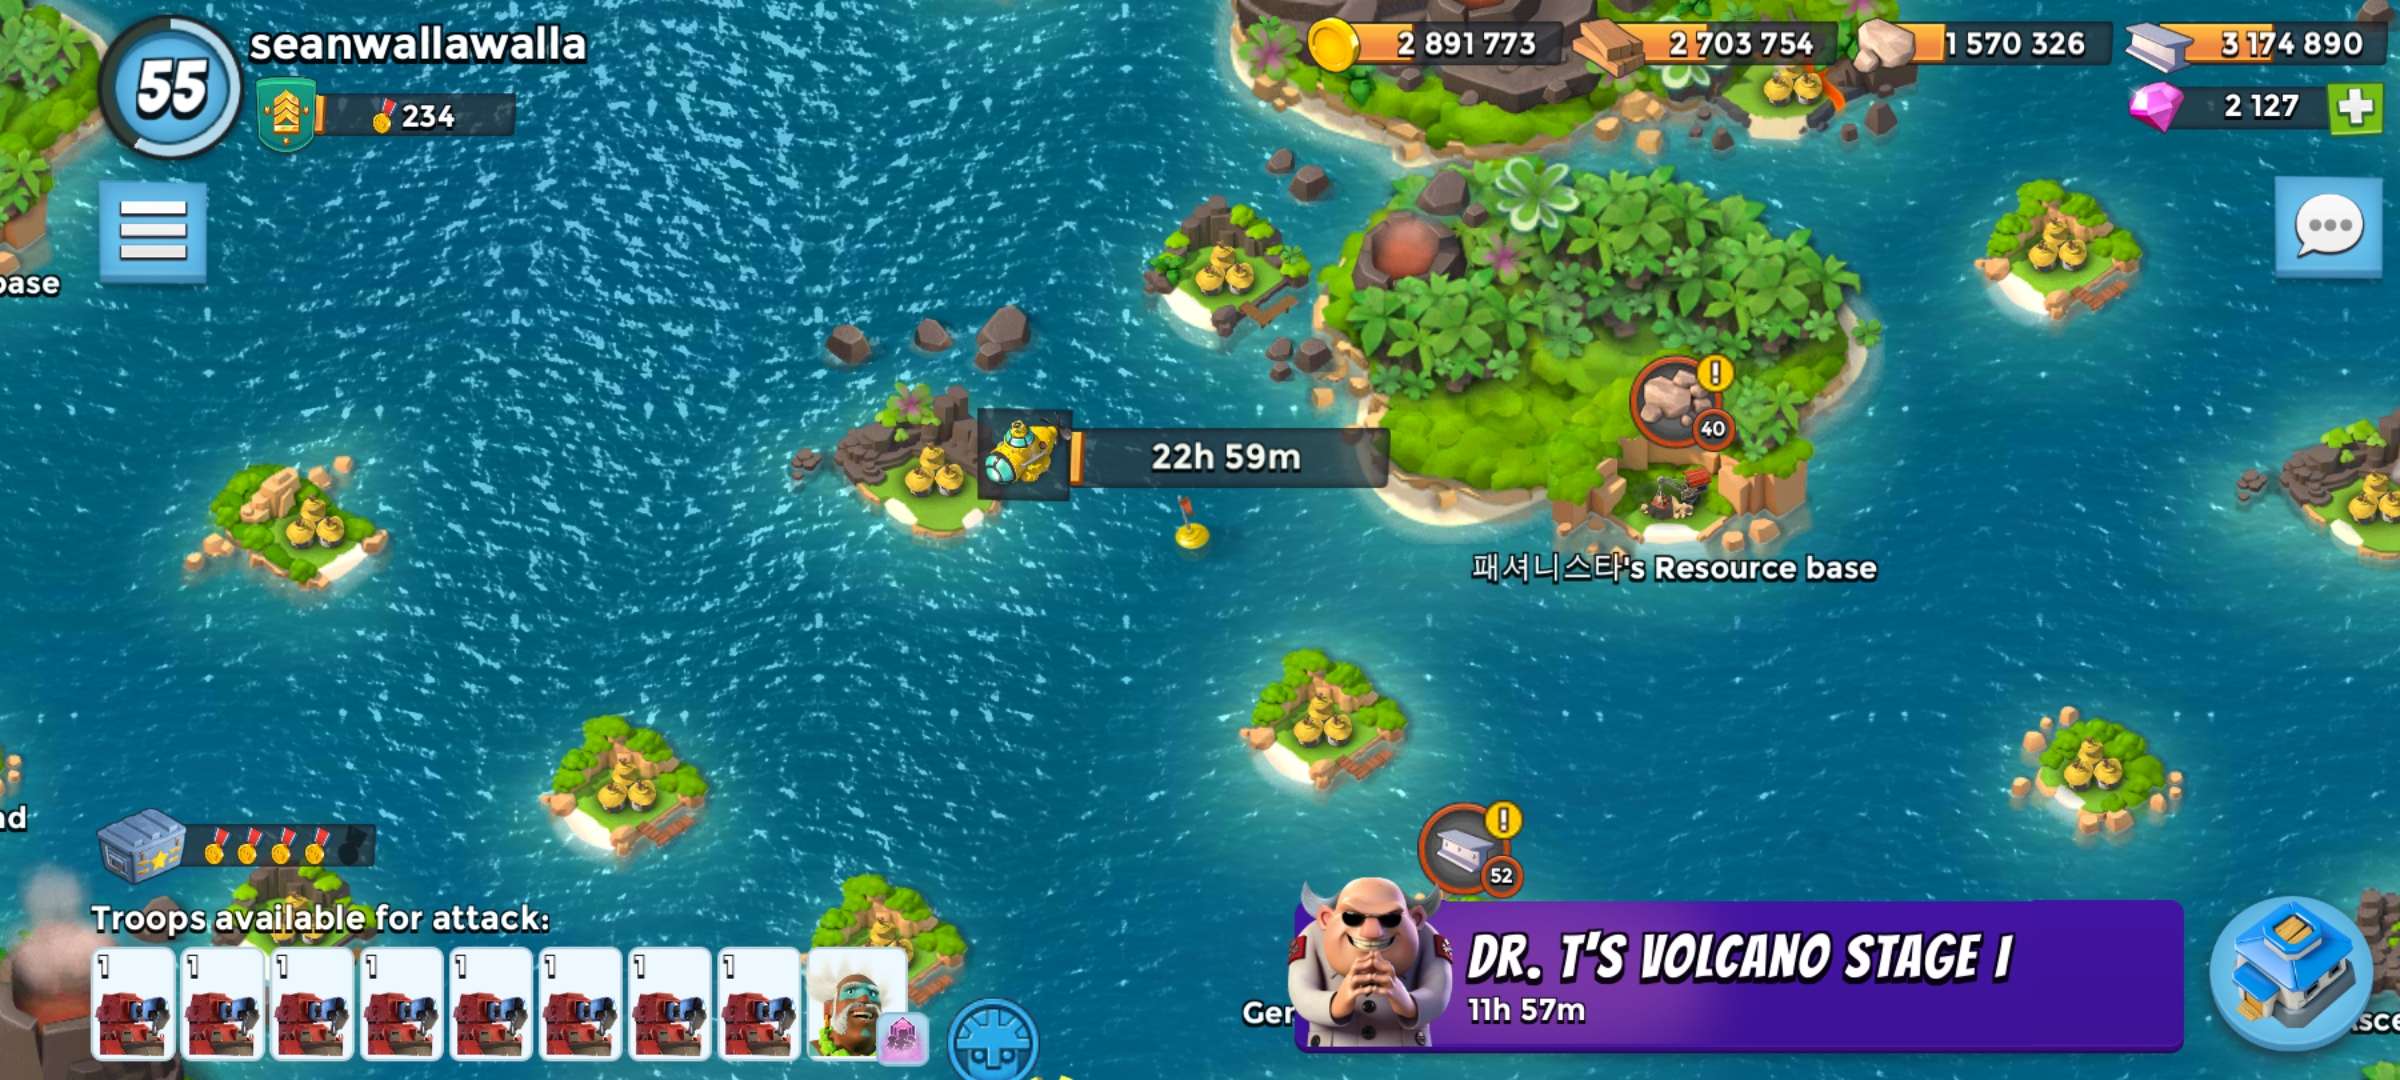 55
seanwallawalla
234
2 891 773
2 703 754
1 570 326
3 174 890
2 127
base
40
22h 59m
패셔니스타's Resource base
nd
52
Troops available for attack:
1 1 1 1 1 1 1 1
DR. T'S VOLCANO STAGE I
11h 57m
Ger
sce